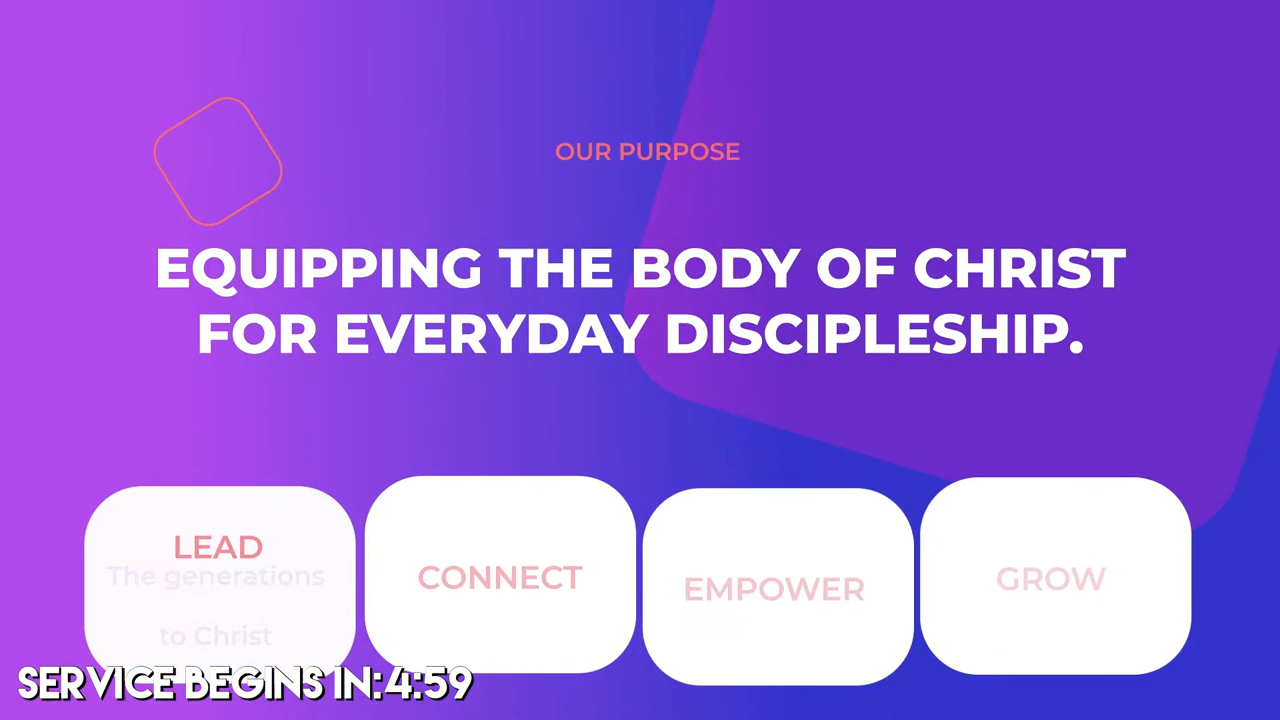 OUR PURPOSE
EQUIPPING THE BODY OF CHRIST
FOR EVERYDAY DISCIPLESHIP.
LEAD
The generations
to Christ
CONNECT
EMPOWER
GROW
SERVICE BEGINS IN:4:59